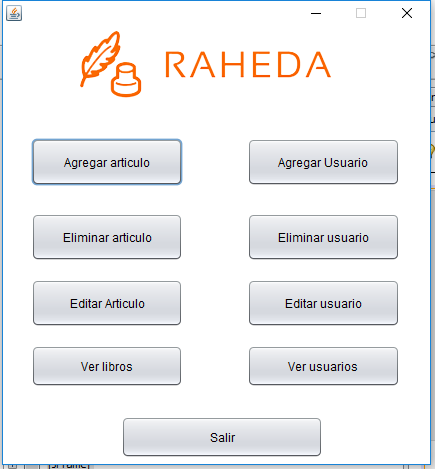 RAHEDA
Agregar articulo Agregar Usuario
Eliminar articulo Eliminar usuario
Editar Articulo Editar usuario
Ver libros Ver usuarios
Salir